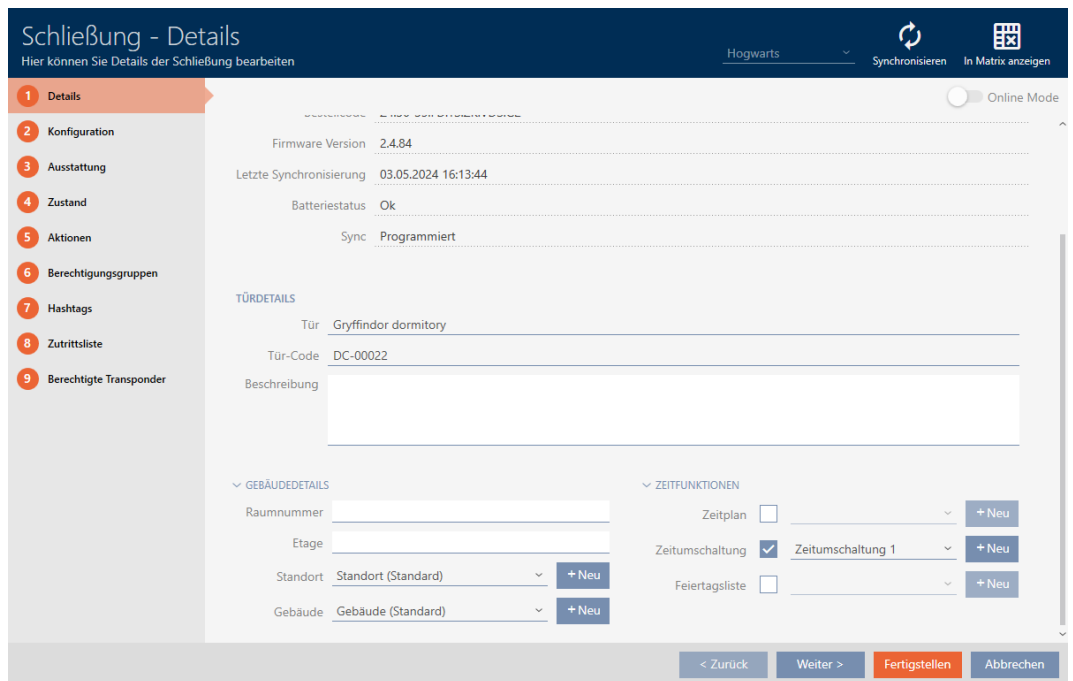 Schließung - Details
Hier können Sie Details der Schließung bearbeiten
Hogwarts
Synchronisieren
In Matrix anzeigen
1 Details
2 Konfiguration
3 Ausstattung
4 Zustand
5 Aktionen
6 Berechtigungsgruppen
7 Hashtags
8 Zutrittsliste
9 Berechtigte Transponder
Online Mode
Firmware Version 2.4.84
Letzte Synchronisierung 03.05.2024 16:13:44
Batteriestatus Ok
Sync Programmiert
TÜRDETAILS
Tür Gryffindor dormitory
Tür-Code DC-00022
Beschreibung
GEBÄUDEDETAILS
Raumnummer
Etage
Standort Standort (Standard) + Neu
Gebäude Gebäude (Standard) + Neu
ZEITFUNKTIONEN
Zeitplan + Neu
Zeitumschaltung Zeitumschaltung 1 + Neu
Feiertagsliste + Neu
< Zurück
Weiter >
Fertigstellen
Abbrechen